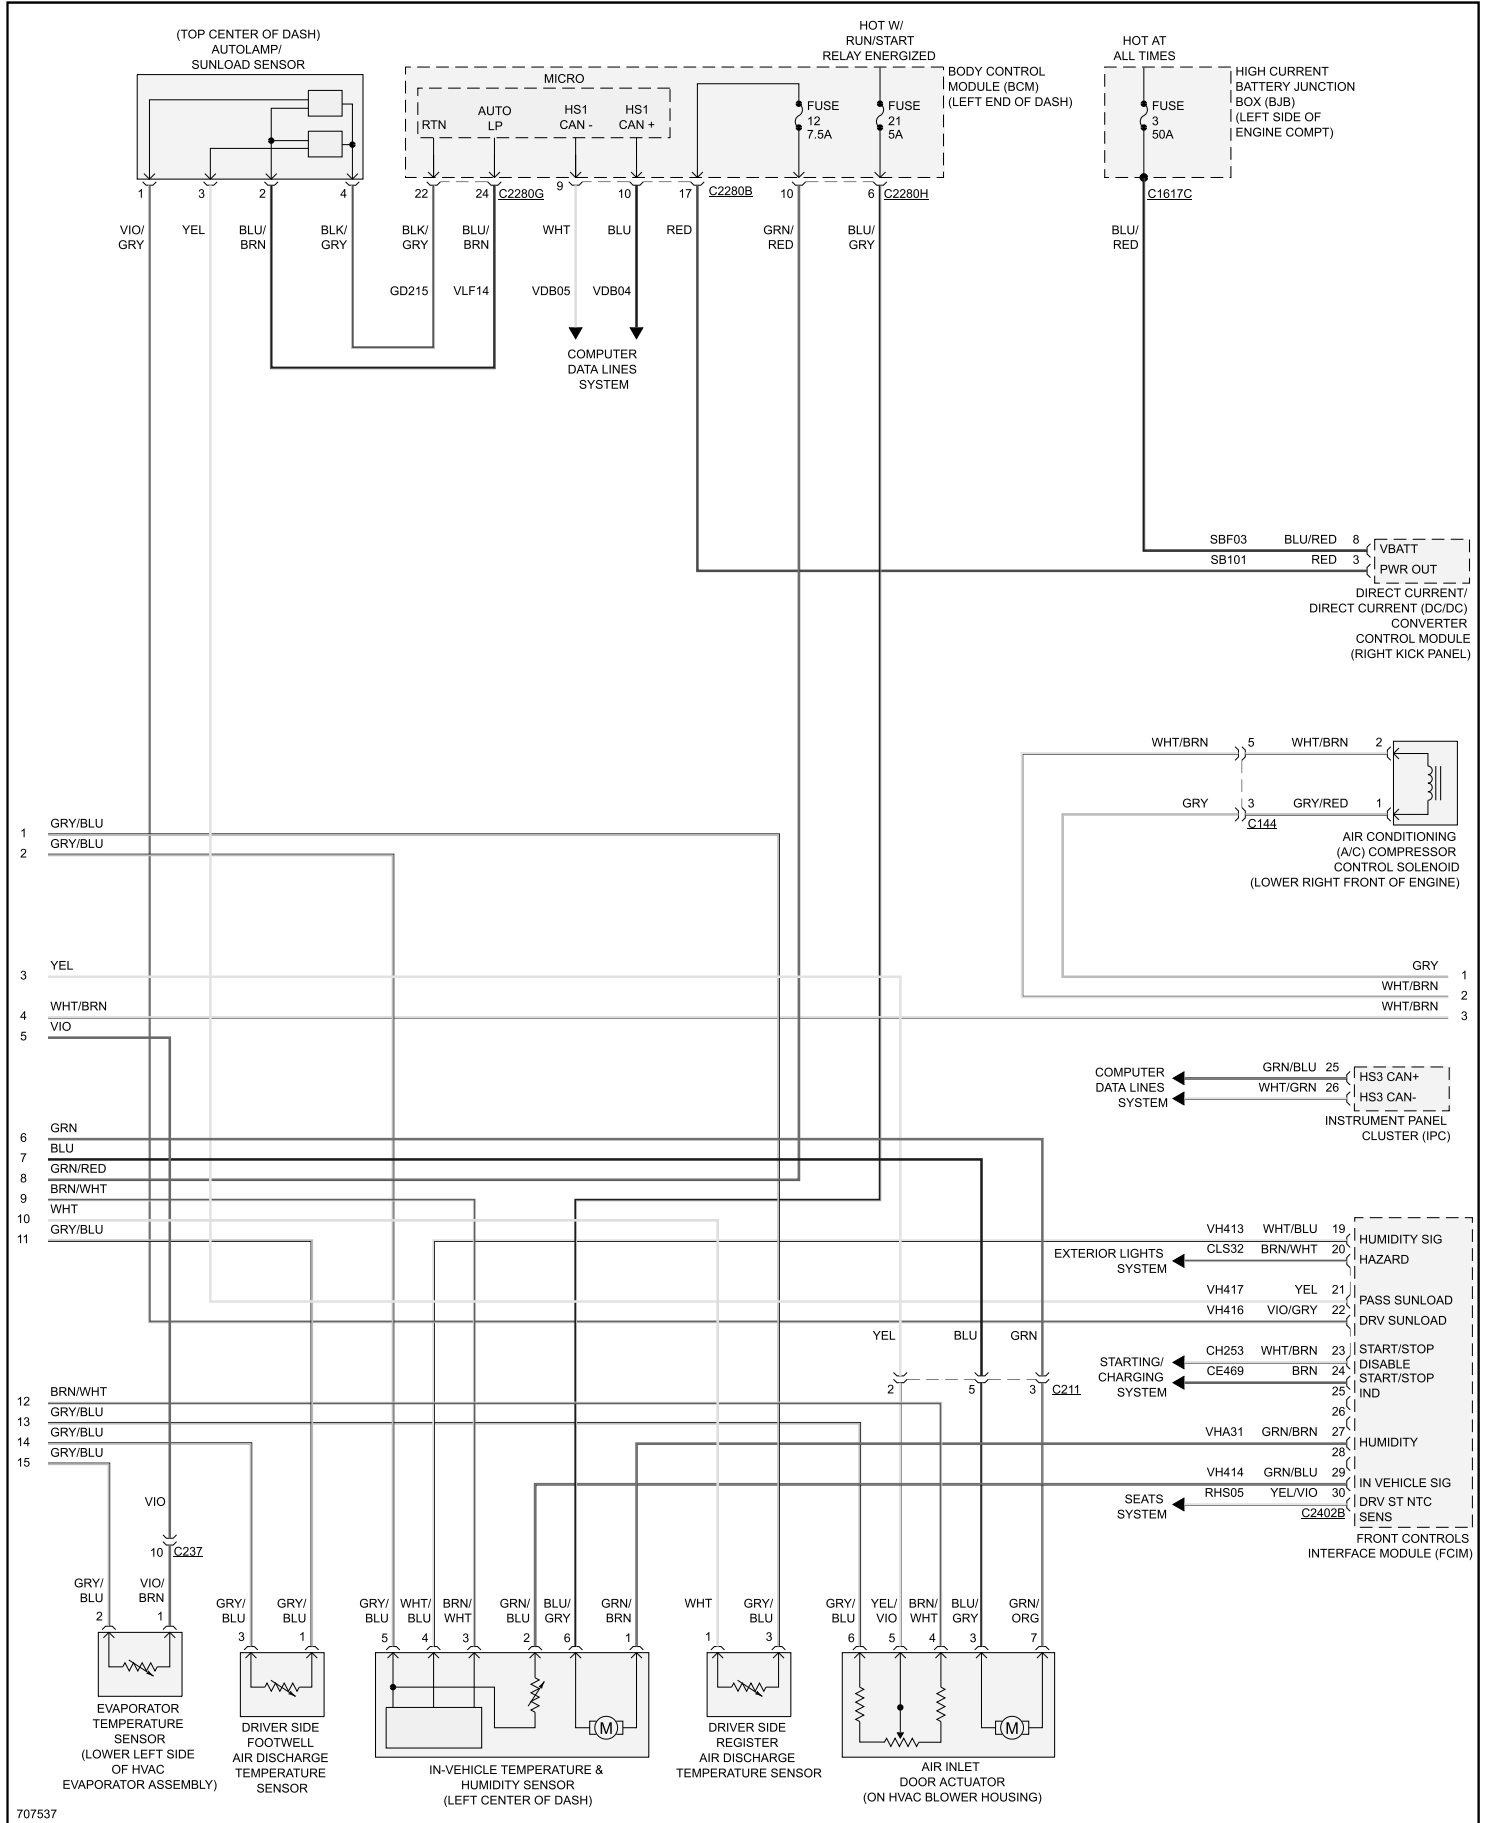 (TOP CENTER OF DASH)
AUTOLAMP/
SUNLOAD SENSOR
HOT W/
RUN/START
RELAY ENERGIZED
HOT AT
ALL TIMES
MICRO
RTN
AUTO
LP
HS1
CAN -
HS1
CAN +
FUSE
12
7.5A
FUSE
21
5A
BODY CONTROL
MODULE (BCM)
(LEFT END OF DASH)
FUSE
3
50A
HIGH CURRENT
BATTERY JUNCTION
BOX (BJB)
(LEFT SIDE OF
ENGINE COMPT)
1 3 2 4 22 24 C2280G 9 10 17 C2280B 10 6 C2280H C1617C
VIO/
GRY
YEL
BLU/
BRN
BLK/
GRY
BLK/
GRY
BLU/
BRN
WHT
BLU
RED
GRN/
RED
BLU/
GRY
BLU/
RED
GD215 VLF14 VDB05 VDB04
COMPUTER
DATA LINES
SYSTEM
SBF03 BLU/RED 8 VBATT
SB101 RED 3 PWR OUT
DIRECT CURRENT/
DIRECT CURRENT (DC/DC)
CONVERTER
CONTROL MODULE
(RIGHT KICK PANEL)
WHT/BRN 5 WHT/BRN 2
GRY 3 GRY/RED 1
C144
AIR CONDITIONING
(A/C) COMPRESSOR
CONTROL SOLENOID
(LOWER RIGHT FRONT OF ENGINE)
1 GRY/BLU
2 GRY/BLU
3 YEL
4 WHT/BRN
5 VIO
GRY 1
WHT/BRN 2
WHT/BRN 3
COMPUTER
DATA LINES
SYSTEM
GRN/BLU 25 HS3 CAN+
WHT/GRN 26 HS3 CAN-
INSTRUMENT PANEL
CLUSTER (IPC)
6 GRN
7 BLU
8 GRN/RED
9 BRN/WHT
10 WHT
11 GRY/BLU
VH413 WHT/BLU 19 HUMIDITY SIG
EXTERIOR LIGHTS
SYSTEM
CLS32 BRN/WHT 20 HAZARD
VH417 YEL 21 PASS SUNLOAD
VH416 VIO/GRY 22 DRV SUNLOAD
YEL BLU GRN
STARTING/
CHARGING
SYSTEM
CH253 WHT/BRN 23 START/STOP
DISABLE
CE469 BRN 24 START/STOP
IND
25
26
2 5 3 C211
12 BRN/WHT
13 GRY/BLU
14 GRY/BLU
15 GRY/BLU
VHA31 GRN/BRN 27 HUMIDITY
28
VH414 GRN/BLU 29 IN VEHICLE SIG
SEATS
SYSTEM
RHS05 YEL/VIO 30 DRV ST NTC
SENS
C2402B
FRONT CONTROLS
INTERFACE MODULE (FCIM)
VIO
10 C237
GRY/
BLU
2
VIO/
BRN
1
GRY/
BLU
3
GRY/
BLU
1
GRY/
BLU
5
WHT/
BLU
4
BRN/
WHT
3
GRN/
BLU
2
BLU/
GRY
6
GRN/
BRN
1
WHT
1
GRY/
BLU
3
GRY/
BLU
6
YEL/
VIO
5
BRN/
WHT
4
BLU/
GRY
3
GRN/
ORG
7
M
M
EVAPORATOR
TEMPERATURE
SENSOR
(LOWER LEFT SIDE
OF HVAC
EVAPORATOR ASSEMBLY)
DRIVER SIDE
FOOTWELL
AIR DISCHARGE
TEMPERATURE
SENSOR
IN-VEHICLE TEMPERATURE &
HUMIDITY SENSOR
(LEFT CENTER OF DASH)
DRIVER SIDE
REGISTER
AIR DISCHARGE
TEMPERATURE SENSOR
AIR INLET
DOOR ACTUATOR
(ON HVAC BLOWER HOUSING)
707537